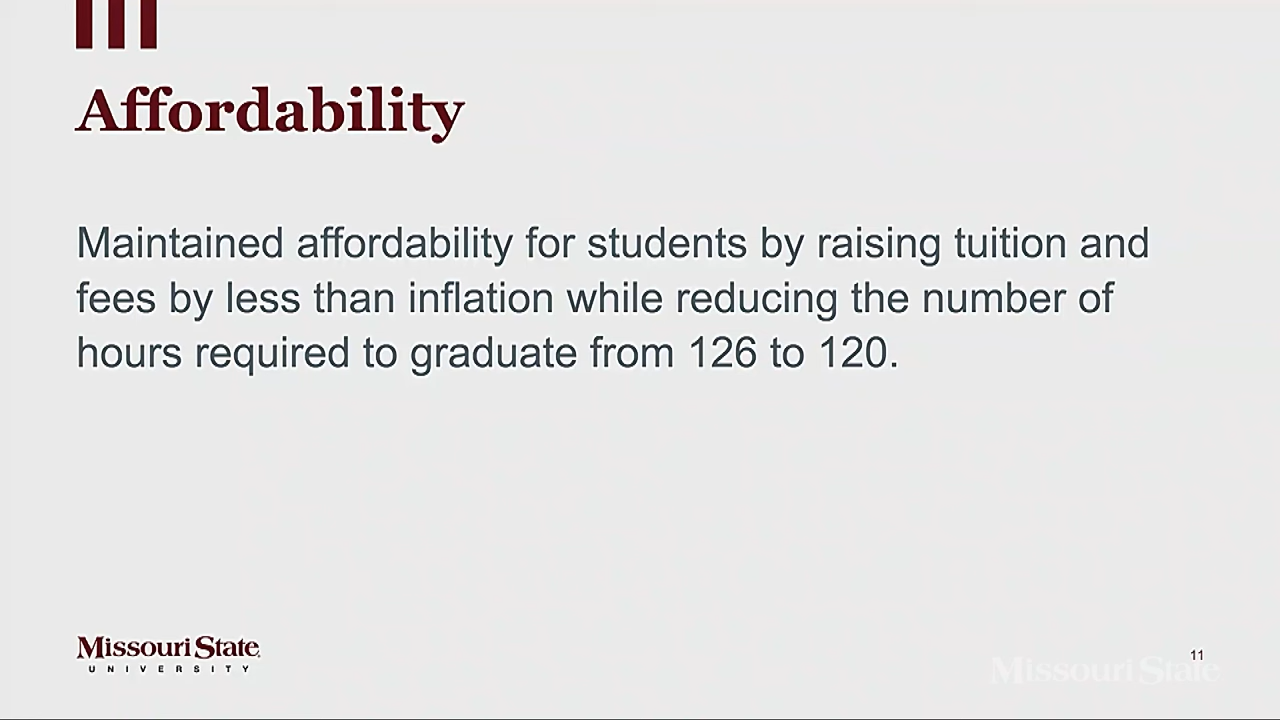 Affordability
Maintained affordability for students by raising tuition and
fees by less than inflation while reducing the number of
hours required to graduate from 126 to 120.
Missouri State
UNIVERSITY
11
Missouri State